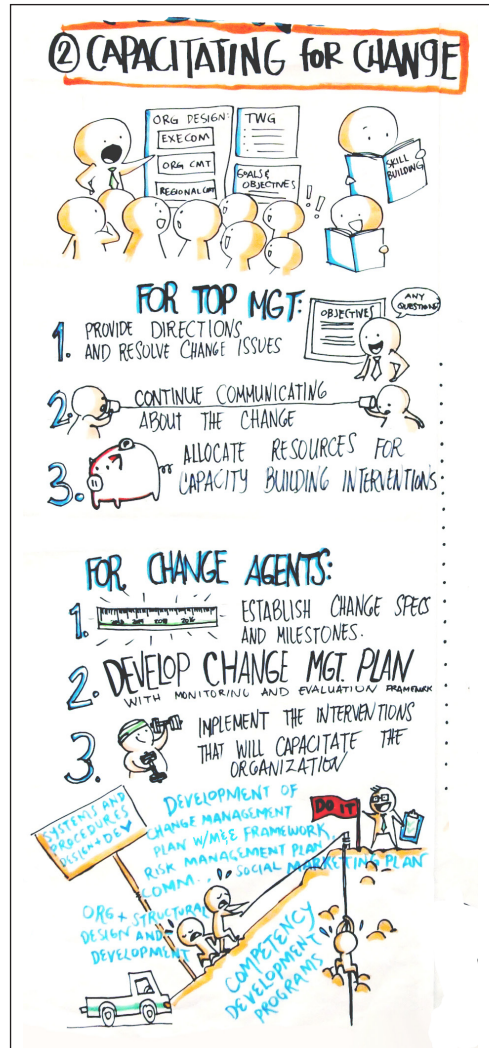 ② CAPACITATING for CHANGE
ORG DESIGN:
EXECOM
ORG CMT
REGIONAL CMT
TWG
GOALS &
OBJECTIVES
!!
SKILL
BUILDING
FOR TOP MGT:
1. PROVIDE DIRECTIONS
AND RESOLVE CHANGE ISSUES
OBJECTIVES
ANY
QUESTIONS
2. CONTINUE COMMUNICATING
ABOUT THE CHANGE
3. ALLOCATE RESOURCES FOR
CAPACITY BUILDING INTERVENTIONS
FOR CHANGE AGENTS:
1. ESTABLISH CHANGE SPECS
AND MILESTONES.
2. DEVELOP CHANGE MGT. PLAN
WITH MONITORING AND EVALUATION FRAMEWORK
3. IMPLEMENT THE INTERVENTIONS
THAT WILL CAPACITATE THE
ORGANIZATION
SYSTEMS AND
PROCEDURES
DESIGN + DEV
DEVELOPMENT OF
CHANGE MANAGEMENT
PLAN W/M&E FRAMEWORK,
RISK MANAGEMENT PLAN
COMM. . SOCIAL MARKETING PLAN
DO IT
ORG + STRUCTURAL
DESIGN AND
DEVELOPMENT
COMPETENCY
DEVELOPMENT
PROGRAMS